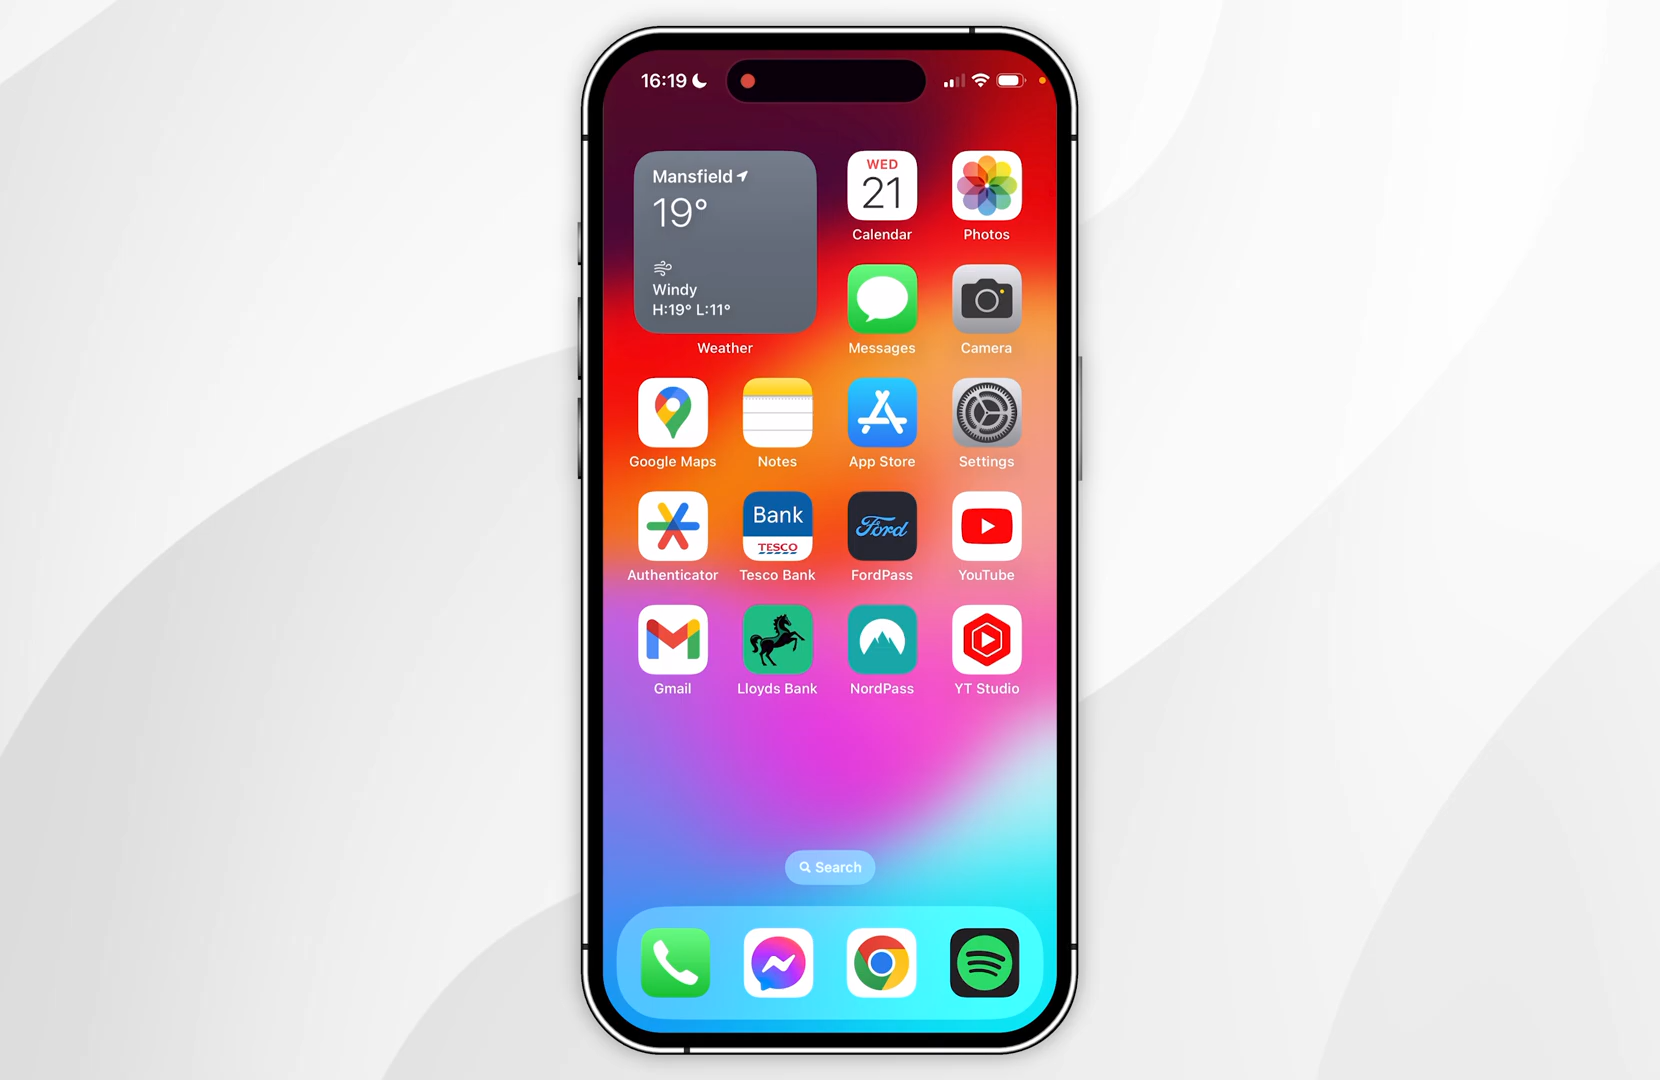 16:19
Mansfield
19°
Windy
H:19° L:11°
Weather
WED
21
Calendar
Photos
Messages
Camera
Google Maps
Notes
App Store
Settings
Bank
TESCO
Ford
Authenticator
Tesco Bank
FordPass
YouTube
Gmail
Lloyds Bank
NordPass
YT Studio
Search